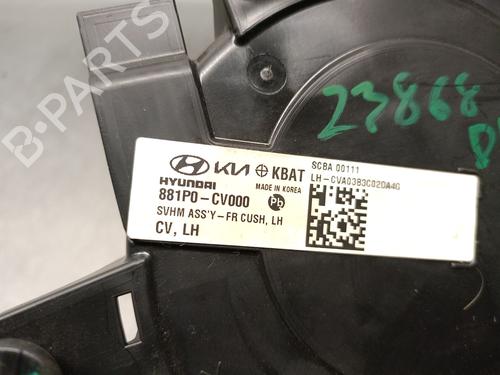 B-PARTS
23868
HYUNDAI KIA KBAT
MADE IN KOREA
881P0-CV000 Pb
SVHM ASS'Y-FR CUSH, LH
CV, LH
SCBA 00111
LH-CVA03B3C02DA4G